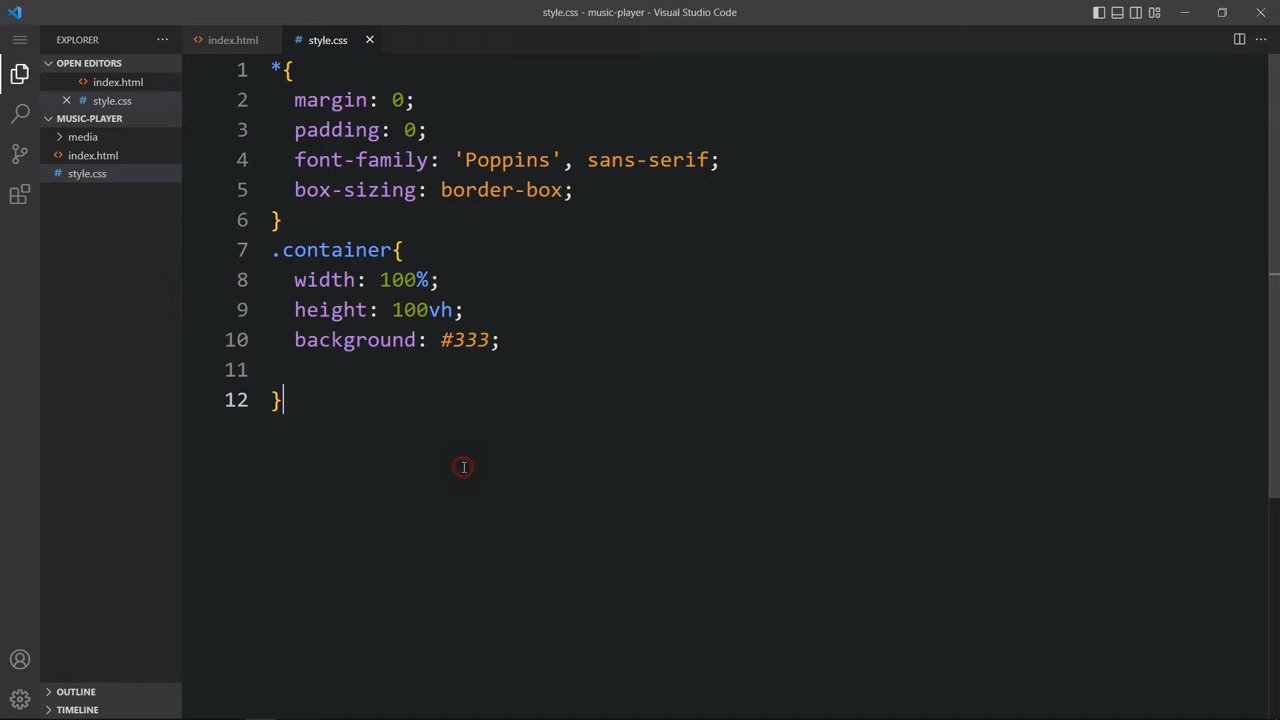 style.css - music-player - Visual Studio Code
EXPLORER
index.html
style.css
OPEN EDITORS
index.html
style.css
MUSIC-PLAYER
media
index.html
style.css
OUTLINE
TIMELINE
1 *{
2 margin: 0;
3 padding: 0;
4 font-family: 'Poppins', sans-serif;
5 box-sizing: border-box;
6 }
7 .container{
8 width: 100%;
9 height: 100vh;
10 background: #333;
11
12 }